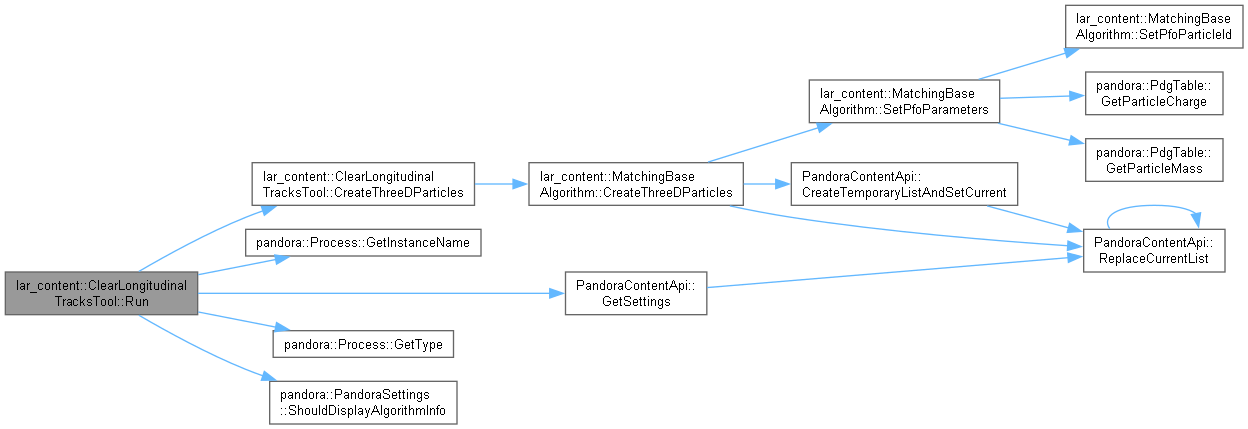 lar_content::ClearLongitudinal
TracksTool::Run
lar_content::ClearLongitudinal
TracksTool::CreateThreeDParticles
pandora::Process::GetInstanceName
PandoraContentApi::
GetSettings
pandora::Process::GetType
pandora::PandoraSettings
::ShouldDisplayAlgorithmInfo
lar_content::MatchingBase
Algorithm::CreateThreeDParticles
lar_content::MatchingBase
Algorithm::SetPfoParameters
PandoraContentApi::
CreateTemporaryListAndSetCurrent
lar_content::MatchingBase
Algorithm::SetPfoParticleId
pandora::PdgTable::
GetParticleCharge
pandora::PdgTable::
GetParticleMass
PandoraContentApi::
ReplaceCurrentList